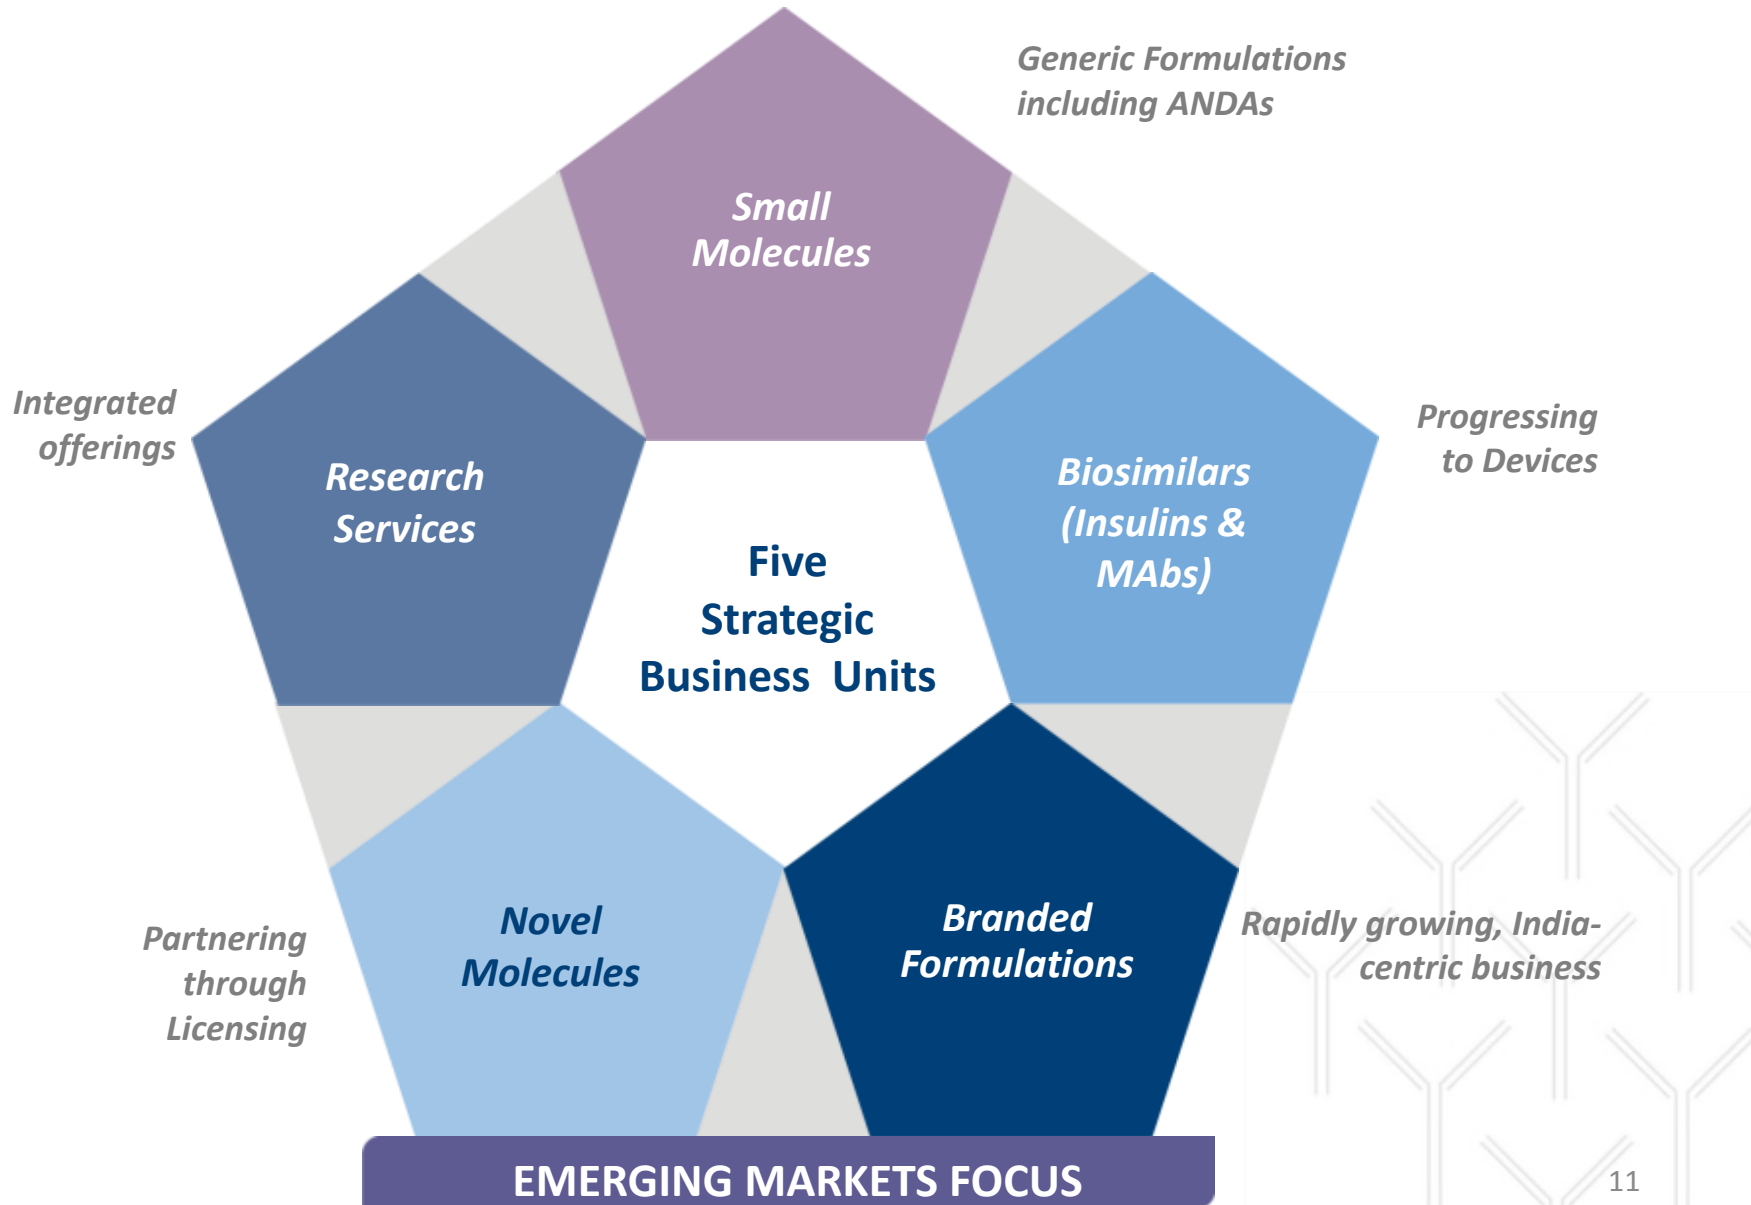 Generic Formulations
including ANDAs
Small
Molecules
Integrated
offerings
Research
Services
Progressing
to Devices
Biosimilars
(Insulins &
MAbs)
Five
Strategic
Business Units
Partnering
through
Licensing
Novel
Molecules
Branded
Formulations
Rapidly growing, India-
centric business
EMERGING MARKETS FOCUS
11